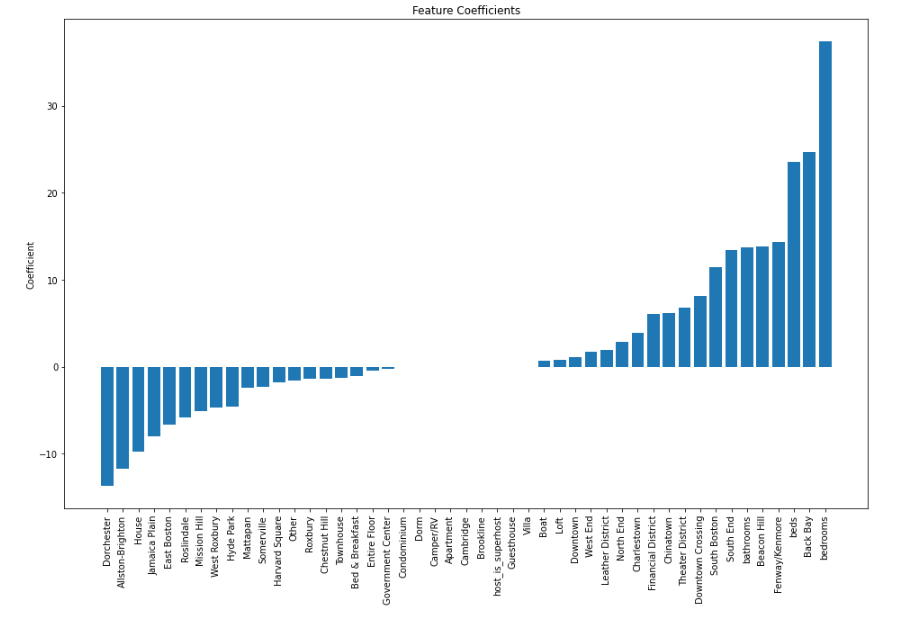 Feature Coefficients
Coefficient
30
20
10
0
−10
Dorchester
Allston-Brighton
House
Jamaica Plain
East Boston
Roslindale
Mission Hill
West Roxbury
Hyde Park
Mattapan
Somerville
Harvard Square
Other
Roxbury
Chestnut Hill
Townhouse
Bed & Breakfast
Entire Floor
Government Center
Condominium
Dorm
Camper/RV
Apartment
Cambridge
Brookline
host_is_superhost
Guesthouse
Villa
Boat
Loft
Downtown
West End
Leather District
North End
Charlestown
Financial District
Chinatown
Theater District
Downtown Crossing
South Boston
South End
bathrooms
Beacon Hill
Fenway/Kenmore
beds
Back Bay
bedrooms